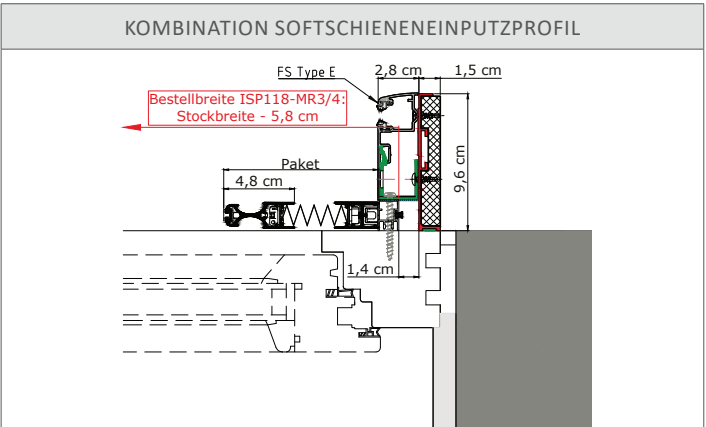 KOMBINATION SOFTSCHIENENEINPUTZPROFIL
FS Type E
2,8 cm
1,5 cm
Bestellbreite ISP118-MR3/4:
Stockbreite - 5,8 cm
Paket
4,8 cm
9,6 cm
1,4 cm